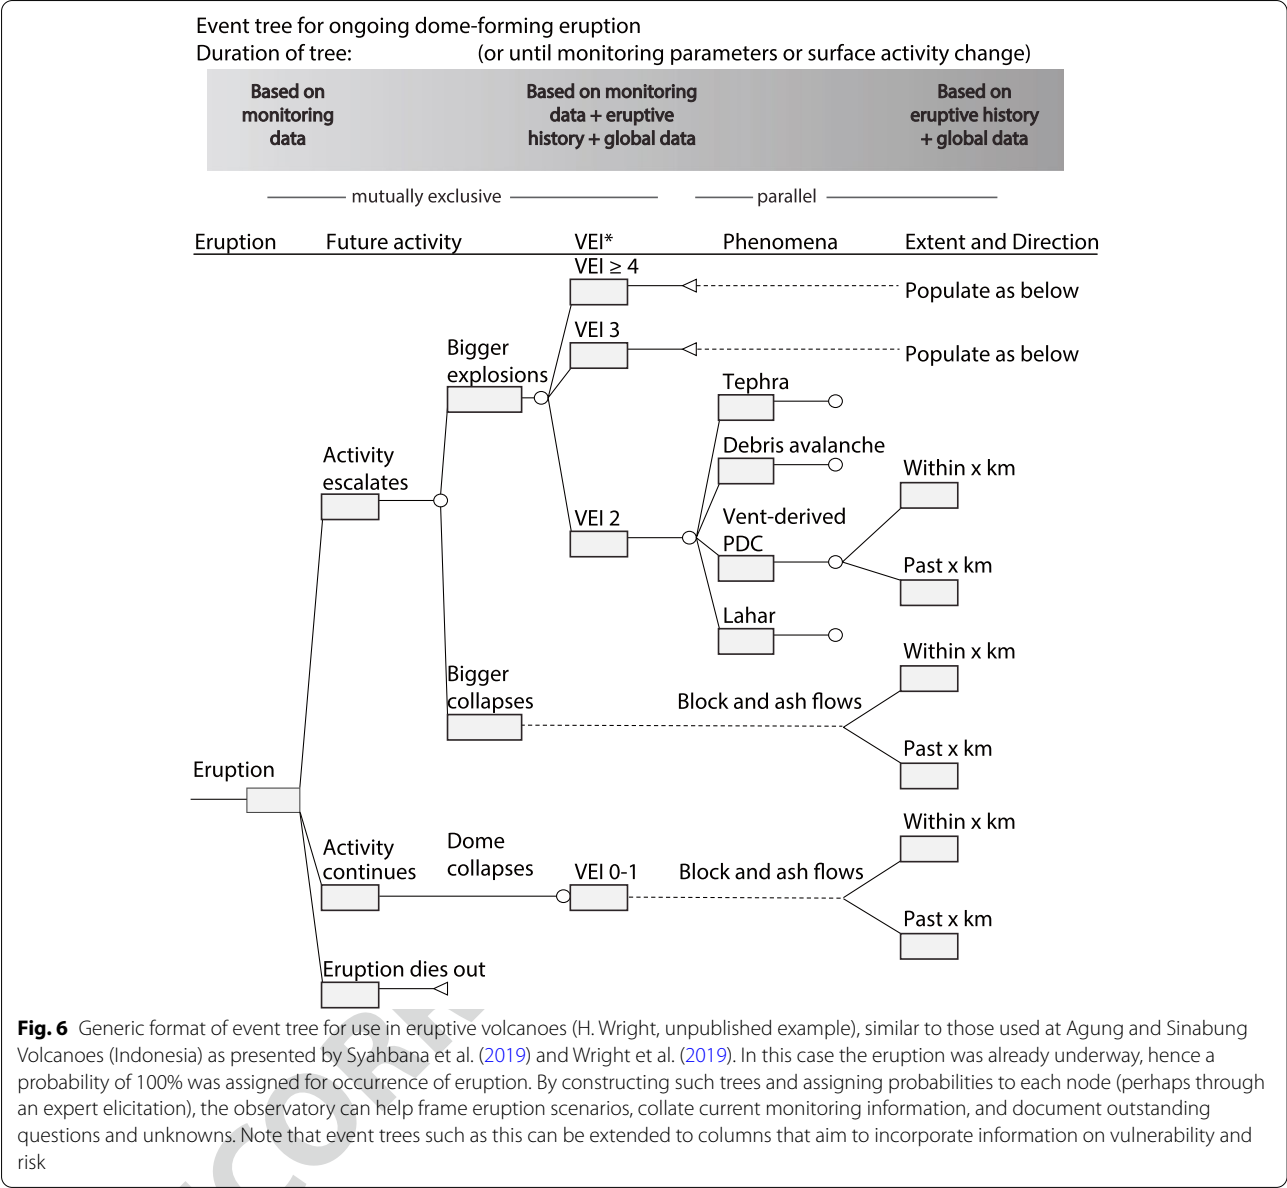 Event tree for ongoing dome-forming eruption
Duration of tree: (or until monitoring parameters or surface activity change)
Based on
monitoring
data
Based on monitoring
data + eruptive
history + global data
Based on
eruptive history
+ global data
mutually exclusive
parallel
Eruption Future activity VEI* Phenomena Extent and Direction
VEI ≥ 4
Populate as below
VEI 3
Populate as below
Bigger
explosions
Tephra
Debris avalanche
Activity
escalates
Within x km
VEI 2
Vent-derived
PDC
Past x km
Lahar
Within x km
Bigger
collapses
Block and ash flows
Past x km
Eruption
Within x km
Activity
continues
Dome
collapses
VEI 0-1
Block and ash flows
Past x km
Eruption dies out
Fig. 6 Generic format of event tree for use in eruptive volcanoes (H. Wright, unpublished example), similar to those used at Agung and Sinabung
Volcanoes (Indonesia) as presented by Syahbana et al. (2019) and Wright et al. (2019). In this case the eruption was already underway, hence a
probability of 100% was assigned for occurrence of eruption. By constructing such trees and assigning probabilities to each node (perhaps through
an expert elicitation), the observatory can help frame eruption scenarios, collate current monitoring information, and document outstanding
questions and unknowns. Note that event trees such as this can be extended to columns that aim to incorporate information on vulnerability and
risk